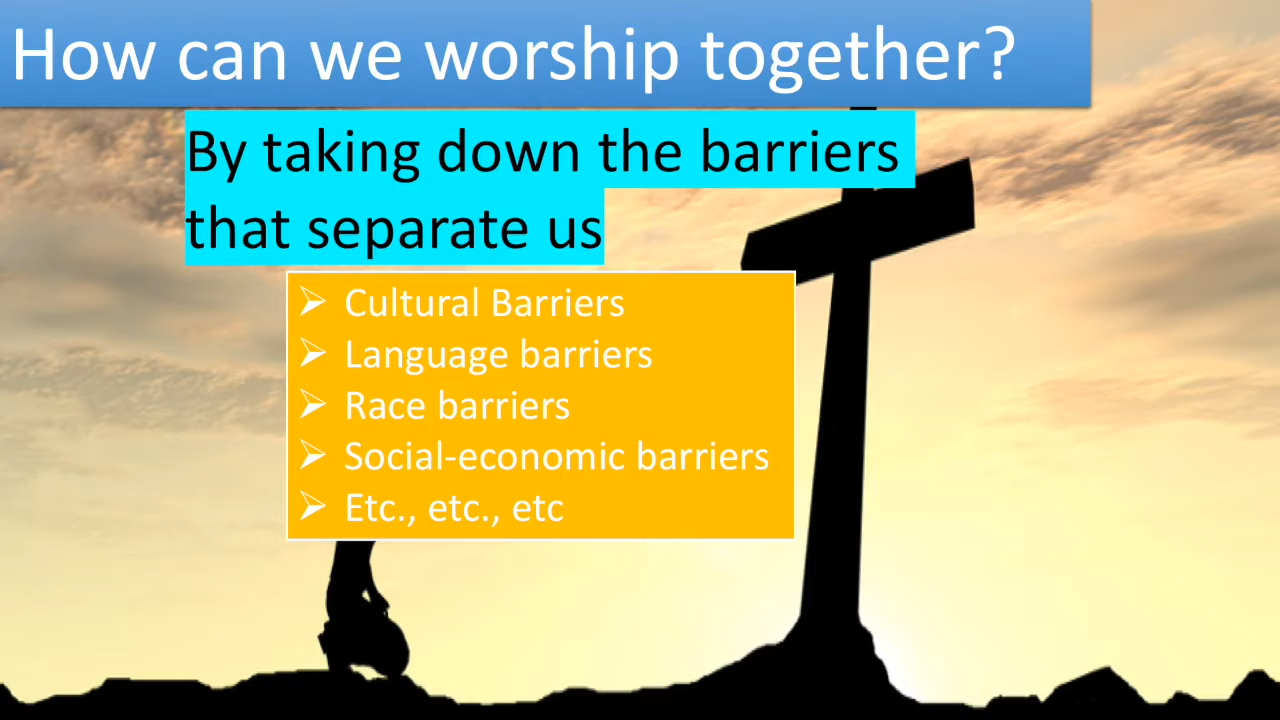 How can we worship together?
By taking down the barriers
that separate us
➢ Cultural Barriers
➢ Language barriers
➢ Race barriers
➢ Social-economic barriers
➢ Etc., etc., etc